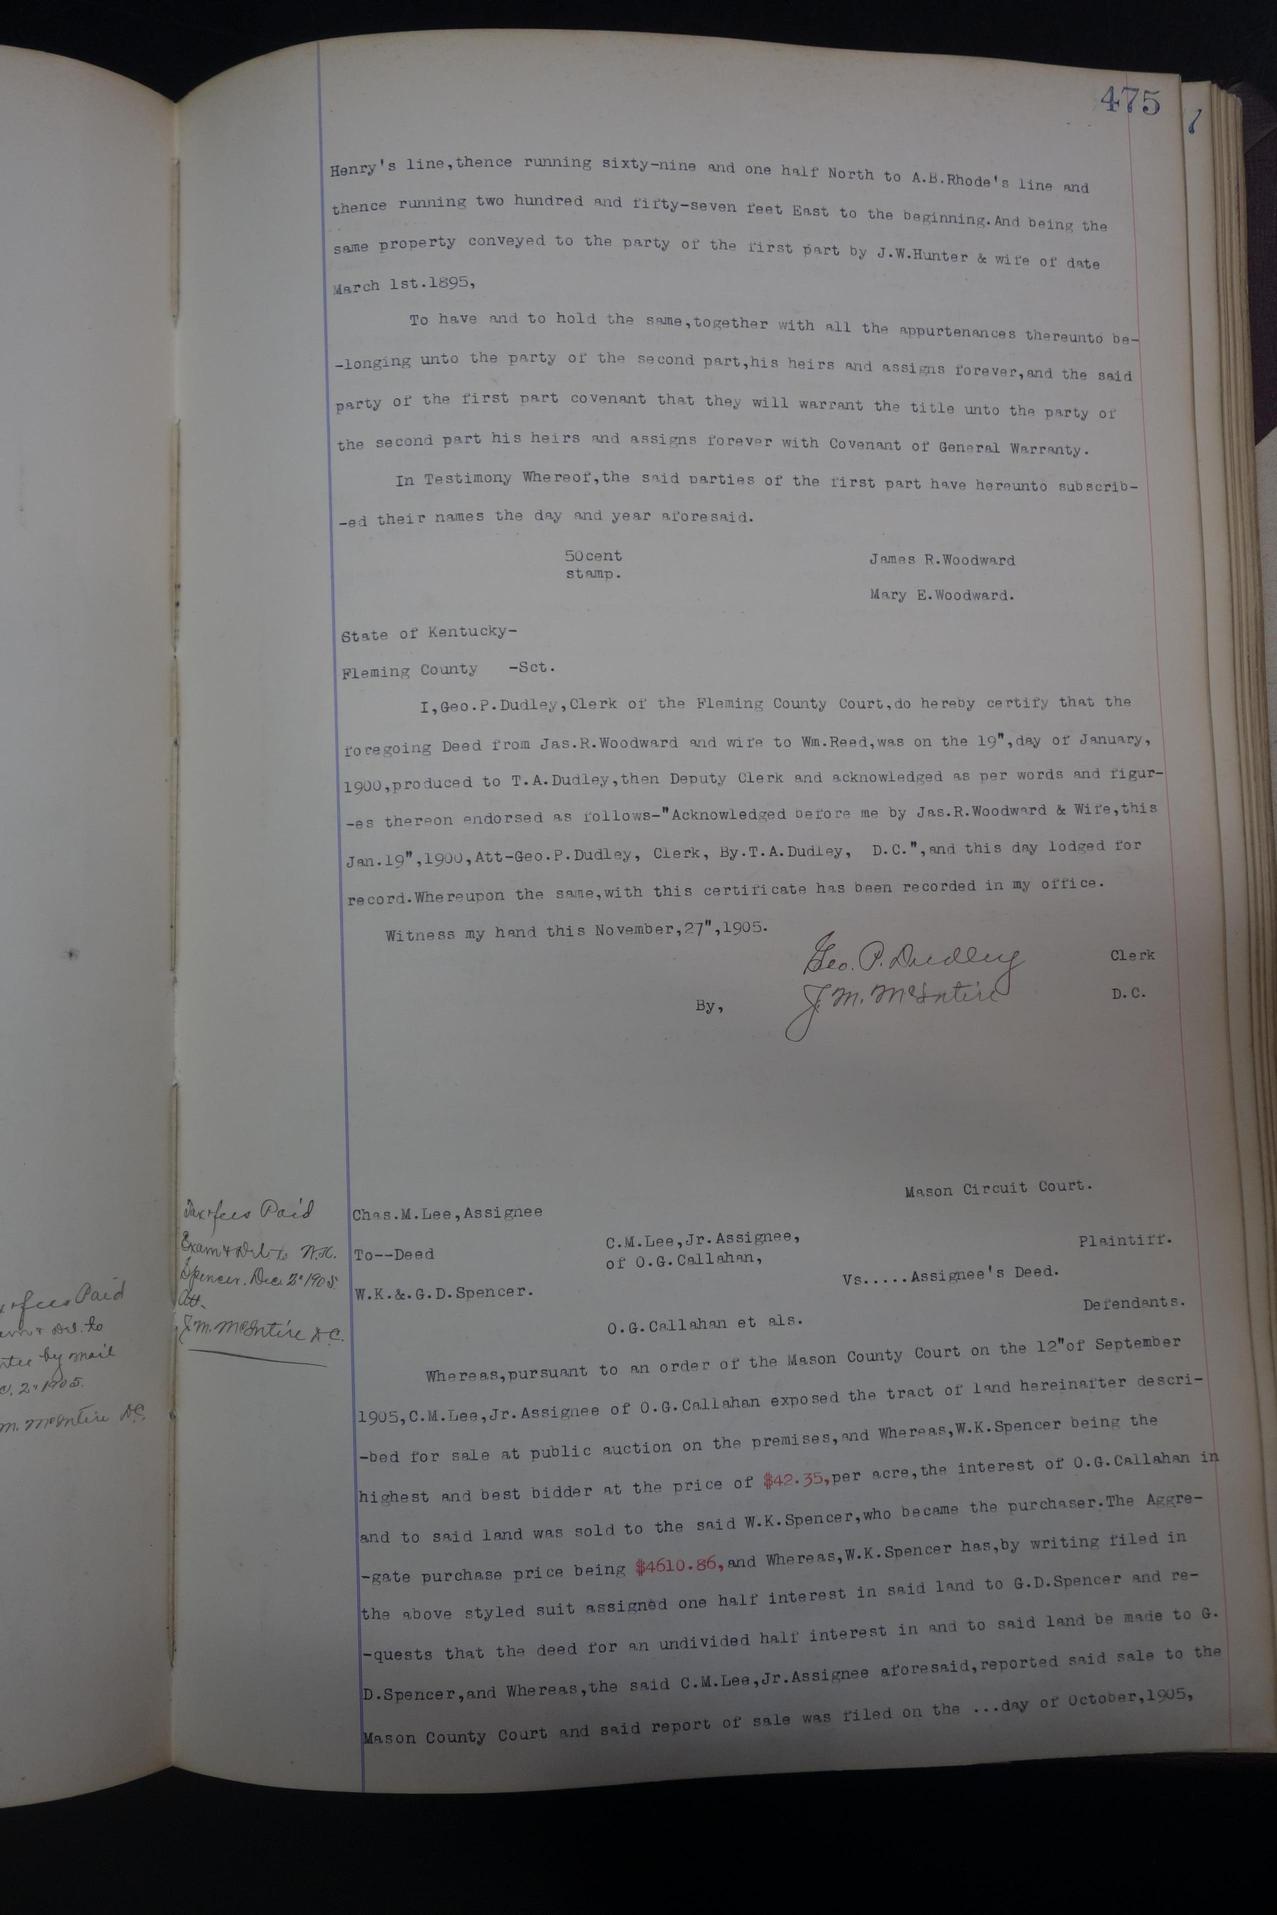 475
Henry's line,thence running sixty-nine and one half North to A.B.Rhode's line and
thence running two hundred and fifty-seven feet East to the beginning.And being the
same property conveyed to the party of the first part by J.W.Hunter & wife of date
March 1st.1895,
To have and to hold the same,together with all the appurtenances thereunto be-
-longing unto the party of the second part,his heirs and assigns forever,and the said
party of the first part covenant that they will warrant the title unto the party of
the second part his heirs and assigns forever with Covenant of General Warranty.
In Testimony Whereof,the said parties of the first part have hereunto subscrib-
-ed their names the day and year aforesaid.
50cent James R.Woodward
stamp.
Mary E.Woodward.
State of Kentucky-
Fleming County -Sct.
I,Geo.P.Dudley,Clerk of the Fleming County Court,do hereby certify that the
foregoing Deed from Jas.R.Woodward and wife to Wm.Reed,was on the 19",day of January,
1900,produced to T.A.Dudley,then Deputy Clerk and acknowledged as per words and figur-
-es thereon endorsed as follows-"Acknowledged before me by Jas.R.Woodward & Wife,this
Jan.19",1900,Att-Geo.P.Dudley, Clerk, By.T.A.Dudley, D.C.",and this day lodged for
record.Whereupon the same,with this certificate has been recorded in my office.
Witness my hand this November,27",1905.
Geo. P. Dudley Clerk
By, J. M. McIntire D.C.
Mason Circuit Court.
Chas.M.Lee,Assignee
C.M.Lee,Jr.Assignee, Plaintiff.
To--Deed of O.G.Callahan,
Vs.....Assignee's Deed.
W.K.&.G.D.Spencer.
O.G.Callahan et als. Defendants.
Tax & fees Paid
Exam & Del to W.K.
Spencer. Dec. 2" 1905.
Att.
J. M. McIntire D.C.
fees Paid
Del. to
by mail
2" 1905.
M. McIntire D.C.
Whereas,pursuant to an order of the Mason County Court on the 12"of September
1905,C.M.Lee,Jr.Assignee of O.G.Callahan exposed the tract of land hereinafter descri-
-bed for sale at public auction on the premises,and Whereas,W.K.Spencer being the
highest and best bidder at the price of $42.35,per acre,the interest of O.G.Callahan in
and to said land was sold to the said W.K.Spencer,who became the purchaser.The Aggre-
-gate purchase price being $4610.86,and Whereas,W.K.Spencer has,by writing filed in
the above styled suit assigned one half interest in said land to G.D.Spencer and re-
-quests that the deed for an undivided half interest in and to said land be made to G.
D.Spencer,and Whereas,the said C.M.Lee,Jr.Assignee aforesaid,reported said sale to the
Mason County Court and said report of sale was filed on the ...day of October,1905,